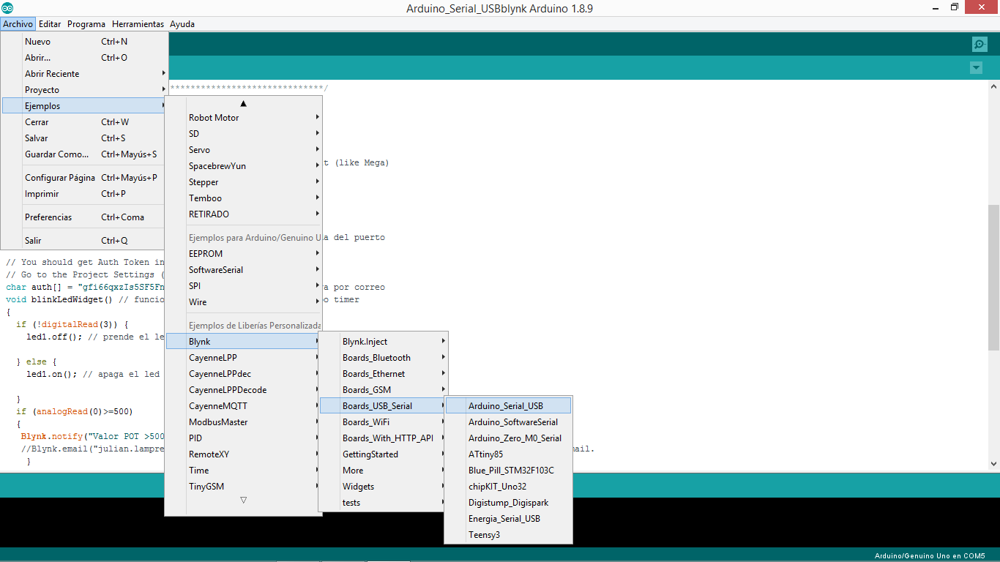 Arduino_Serial_USBblynk Arduino 1.8.9
Archivo Editar Programa Herramientas Ayuda
Nuevo Ctrl+N
Abrir... Ctrl+O
Abrir Reciente
Proyecto
Ejemplos
Cerrar Ctrl+W
Salvar Ctrl+S
Guardar Como... Ctrl+Mayús+S
Configurar Página Ctrl+Mayús+P
Imprimir Ctrl+P
Preferencias Ctrl+Coma
Salir Ctrl+Q
Robot Motor
SD
Servo
SpacebrewYun
Stepper
Temboo
RETIRADO
Ejemplos para Arduino/Genuino U
EEPROM
SoftwareSerial
SPI
Wire
Ejemplos de Liberías Personalizada
Blynk
CayenneLPP
CayenneLPPdec
CayenneLPPDecode
CayenneMQTT
ModbusMaster
PID
RemoteXY
Time
TinyGSM
Blynk.Inject
Boards_Bluetooth
Boards_Ethernet
Boards_GSM
Boards_USB_Serial
Boards_WiFi
Boards_With_HTTP_API
GettingStarted
More
Widgets
tests
Arduino_Serial_USB
Arduino_SoftwareSerial
Arduino_Zero_M0_Serial
ATtiny85
Blue_Pill_STM32F103C
chipKIT_Uno32
Digistump_Digispark
Energia_Serial_USB
Teensy3
******************************/
t (like Mega)
a del puerto
// You should get Auth Token in
// Go to the Project Settings (
char auth[] = "gfi66qxzIs5SF5Fn a por correo
void blinkLedWidget() // funcio o timer
{
if (!digitalRead(3)) {
led1.off(); // prende el le
} else {
led1.on(); // apaga el led
}
if (analogRead(0)>=500)
{
Blynk.notify("Valor POT >500
//Blynk.email("julian.lampre mail.
}
Arduino/Genuino Uno en COM5